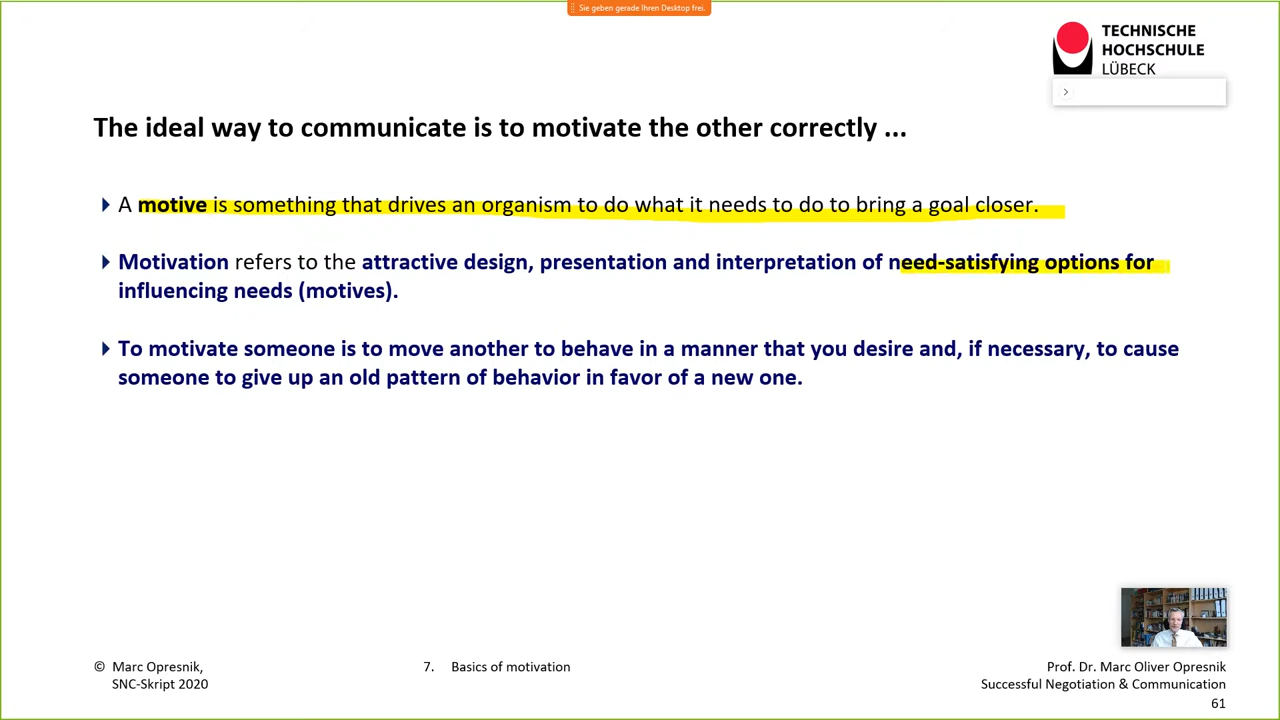 Sie geben gerade Ihren Desktop frei.
TECHNISCHE
HOCHSCHULE
LÜBECK
The ideal way to communicate is to motivate the other correctly ...
A motive is something that drives an organism to do what it needs to do to bring a goal closer.
Motivation refers to the attractive design, presentation and interpretation of need-satisfying options for
influencing needs (motives).
To motivate someone is to move another to behave in a manner that you desire and, if necessary, to cause
someone to give up an old pattern of behavior in favor of a new one.
© Marc Opresnik,
SNC-Skript 2020
7. Basics of motivation
Prof. Dr. Marc Oliver Opresnik
Successful Negotiation & Communication
61